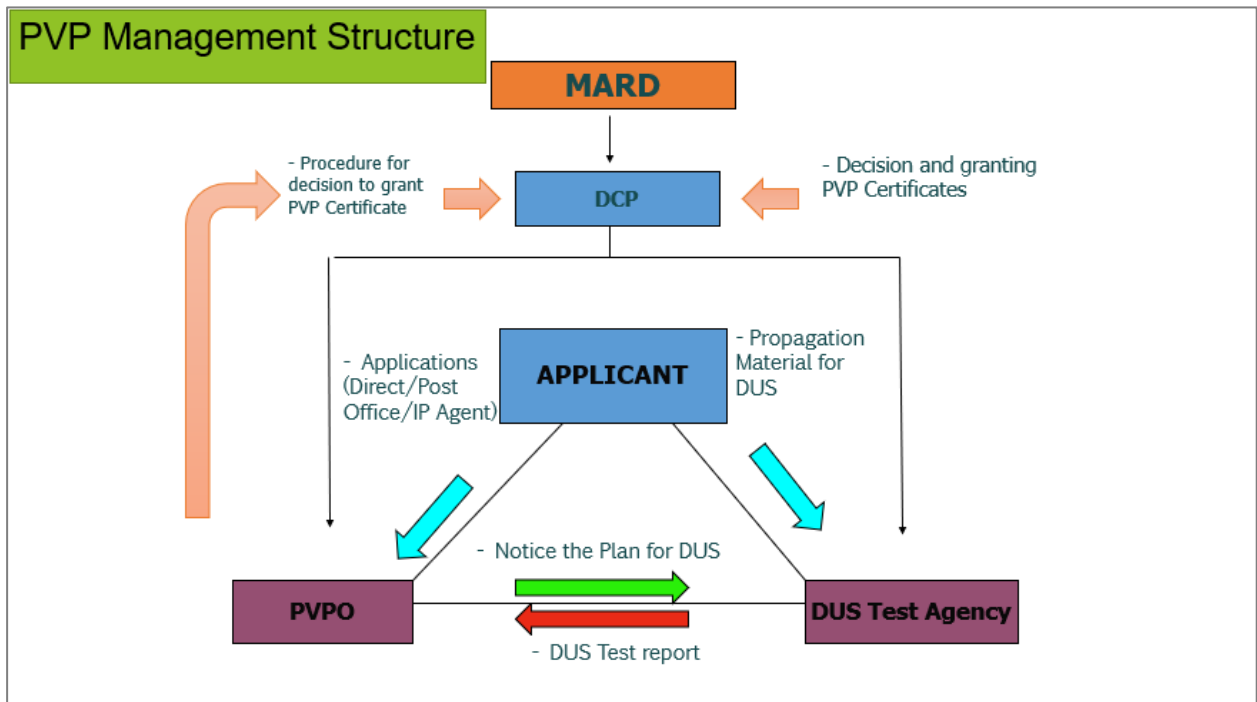 PVP Management Structure
MARD
- Procedure for
decision to grant
PVP Certificate
DCP
- Decision and granting
PVP Certificates
- Applications
(Direct/Post
Office/IP Agent)
APPLICANT
- Propagation
Material for
DUS
- Notice the Plan for DUS
PVPO
DUS Test Agency
- DUS Test report